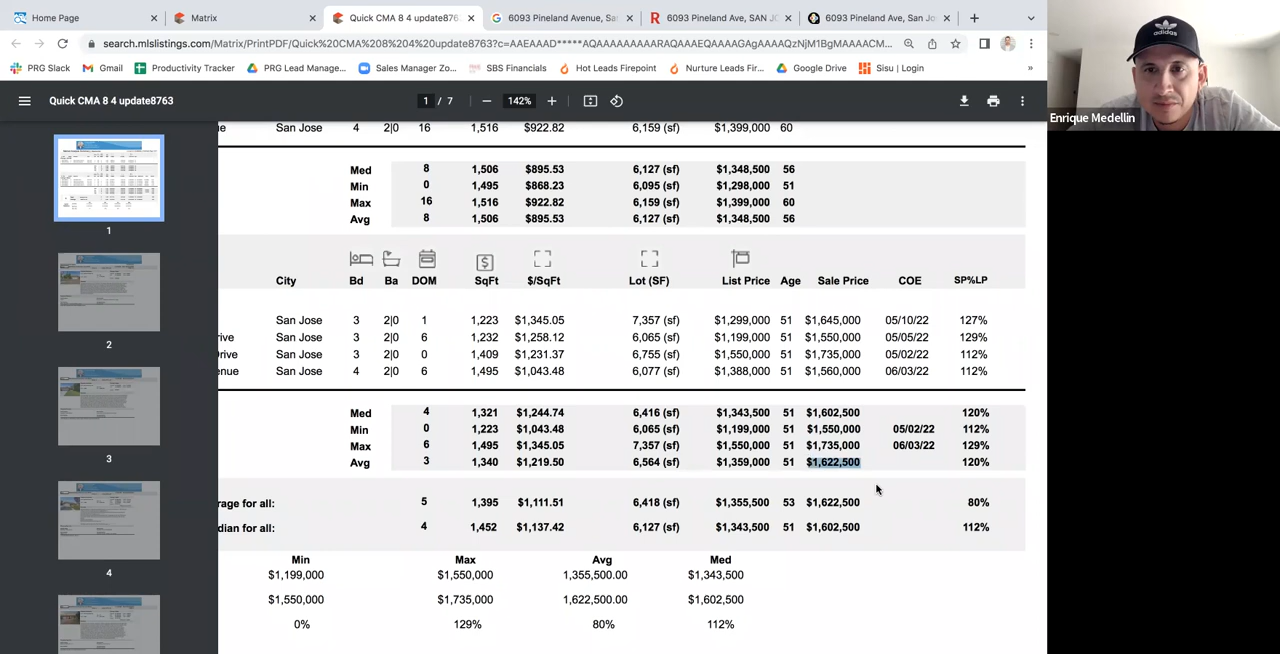 Home Page
Matrix
Quick CMA 8 4 update876
6093 Pineland Avenue, Sa
6093 Pineland Ave, SAN JO
6093 Pineland Ave, San Jo
search.mlslistings.com/Matrix/PrintPDF/Quick%20CMA%208%204%20update8763?c=AAEAAAD*****AQAAAAAAAAARAQAAAEQAAAAGAgAAAAQzNjM1BgMAAAACM...
PRG Slack
Gmail
Productivity Tracker
PRG Lead Manage...
Sales Manager Zo...
SBS Financials
Hot Leads Firepoint
Nurture Leads Fir...
Google Drive
Sisu | Login
»
Quick CMA 8 4 update8763
1 / 7
142%
Enrique Medellin
ue San Jose 4 2|0 16 1,516 $922.82 6,159 (sf) $1,399,000 60
Med 8 1,506 $895.53 6,127 (sf) $1,348,500 56
Min 0 1,495 $868.23 6,095 (sf) $1,298,000 51
Max 16 1,516 $922.82 6,159 (sf) $1,399,000 60
Avg 8 1,506 $895.53 6,127 (sf) $1,348,500 56
City Bd Ba DOM SqFt $/SqFt Lot (SF) List Price Age Sale Price COE SP%LP
San Jose 3 2|0 1 1,223 $1,345.05 7,357 (sf) $1,299,000 51 $1,645,000 05/10/22 127%
rive San Jose 3 2|0 6 1,232 $1,258.12 6,065 (sf) $1,199,000 51 $1,550,000 05/05/22 129%
Drive San Jose 3 2|0 0 1,409 $1,231.37 6,755 (sf) $1,550,000 51 $1,735,000 05/02/22 112%
enue San Jose 4 2|0 6 1,495 $1,043.48 6,077 (sf) $1,388,000 51 $1,560,000 06/03/22 112%
Med 4 1,321 $1,244.74 6,416 (sf) $1,343,500 51 $1,602,500 120%
Min 0 1,223 $1,043.48 6,065 (sf) $1,199,000 51 $1,550,000 05/02/22 112%
Max 6 1,495 $1,345.05 7,357 (sf) $1,550,000 51 $1,735,000 06/03/22 129%
Avg 3 1,340 $1,219.50 6,564 (sf) $1,359,000 51 $1,622,500 120%
rage for all: 5 1,395 $1,111.51 6,418 (sf) $1,355,500 53 $1,622,500 80%
dian for all: 4 1,452 $1,137.42 6,127 (sf) $1,343,500 51 $1,602,500 112%
Min Max Avg Med
$1,199,000 $1,550,000 1,355,500.00 $1,343,500
$1,550,000 $1,735,000 1,622,500.00 $1,602,500
0% 129% 80% 112%
1
2
3
4
adidas